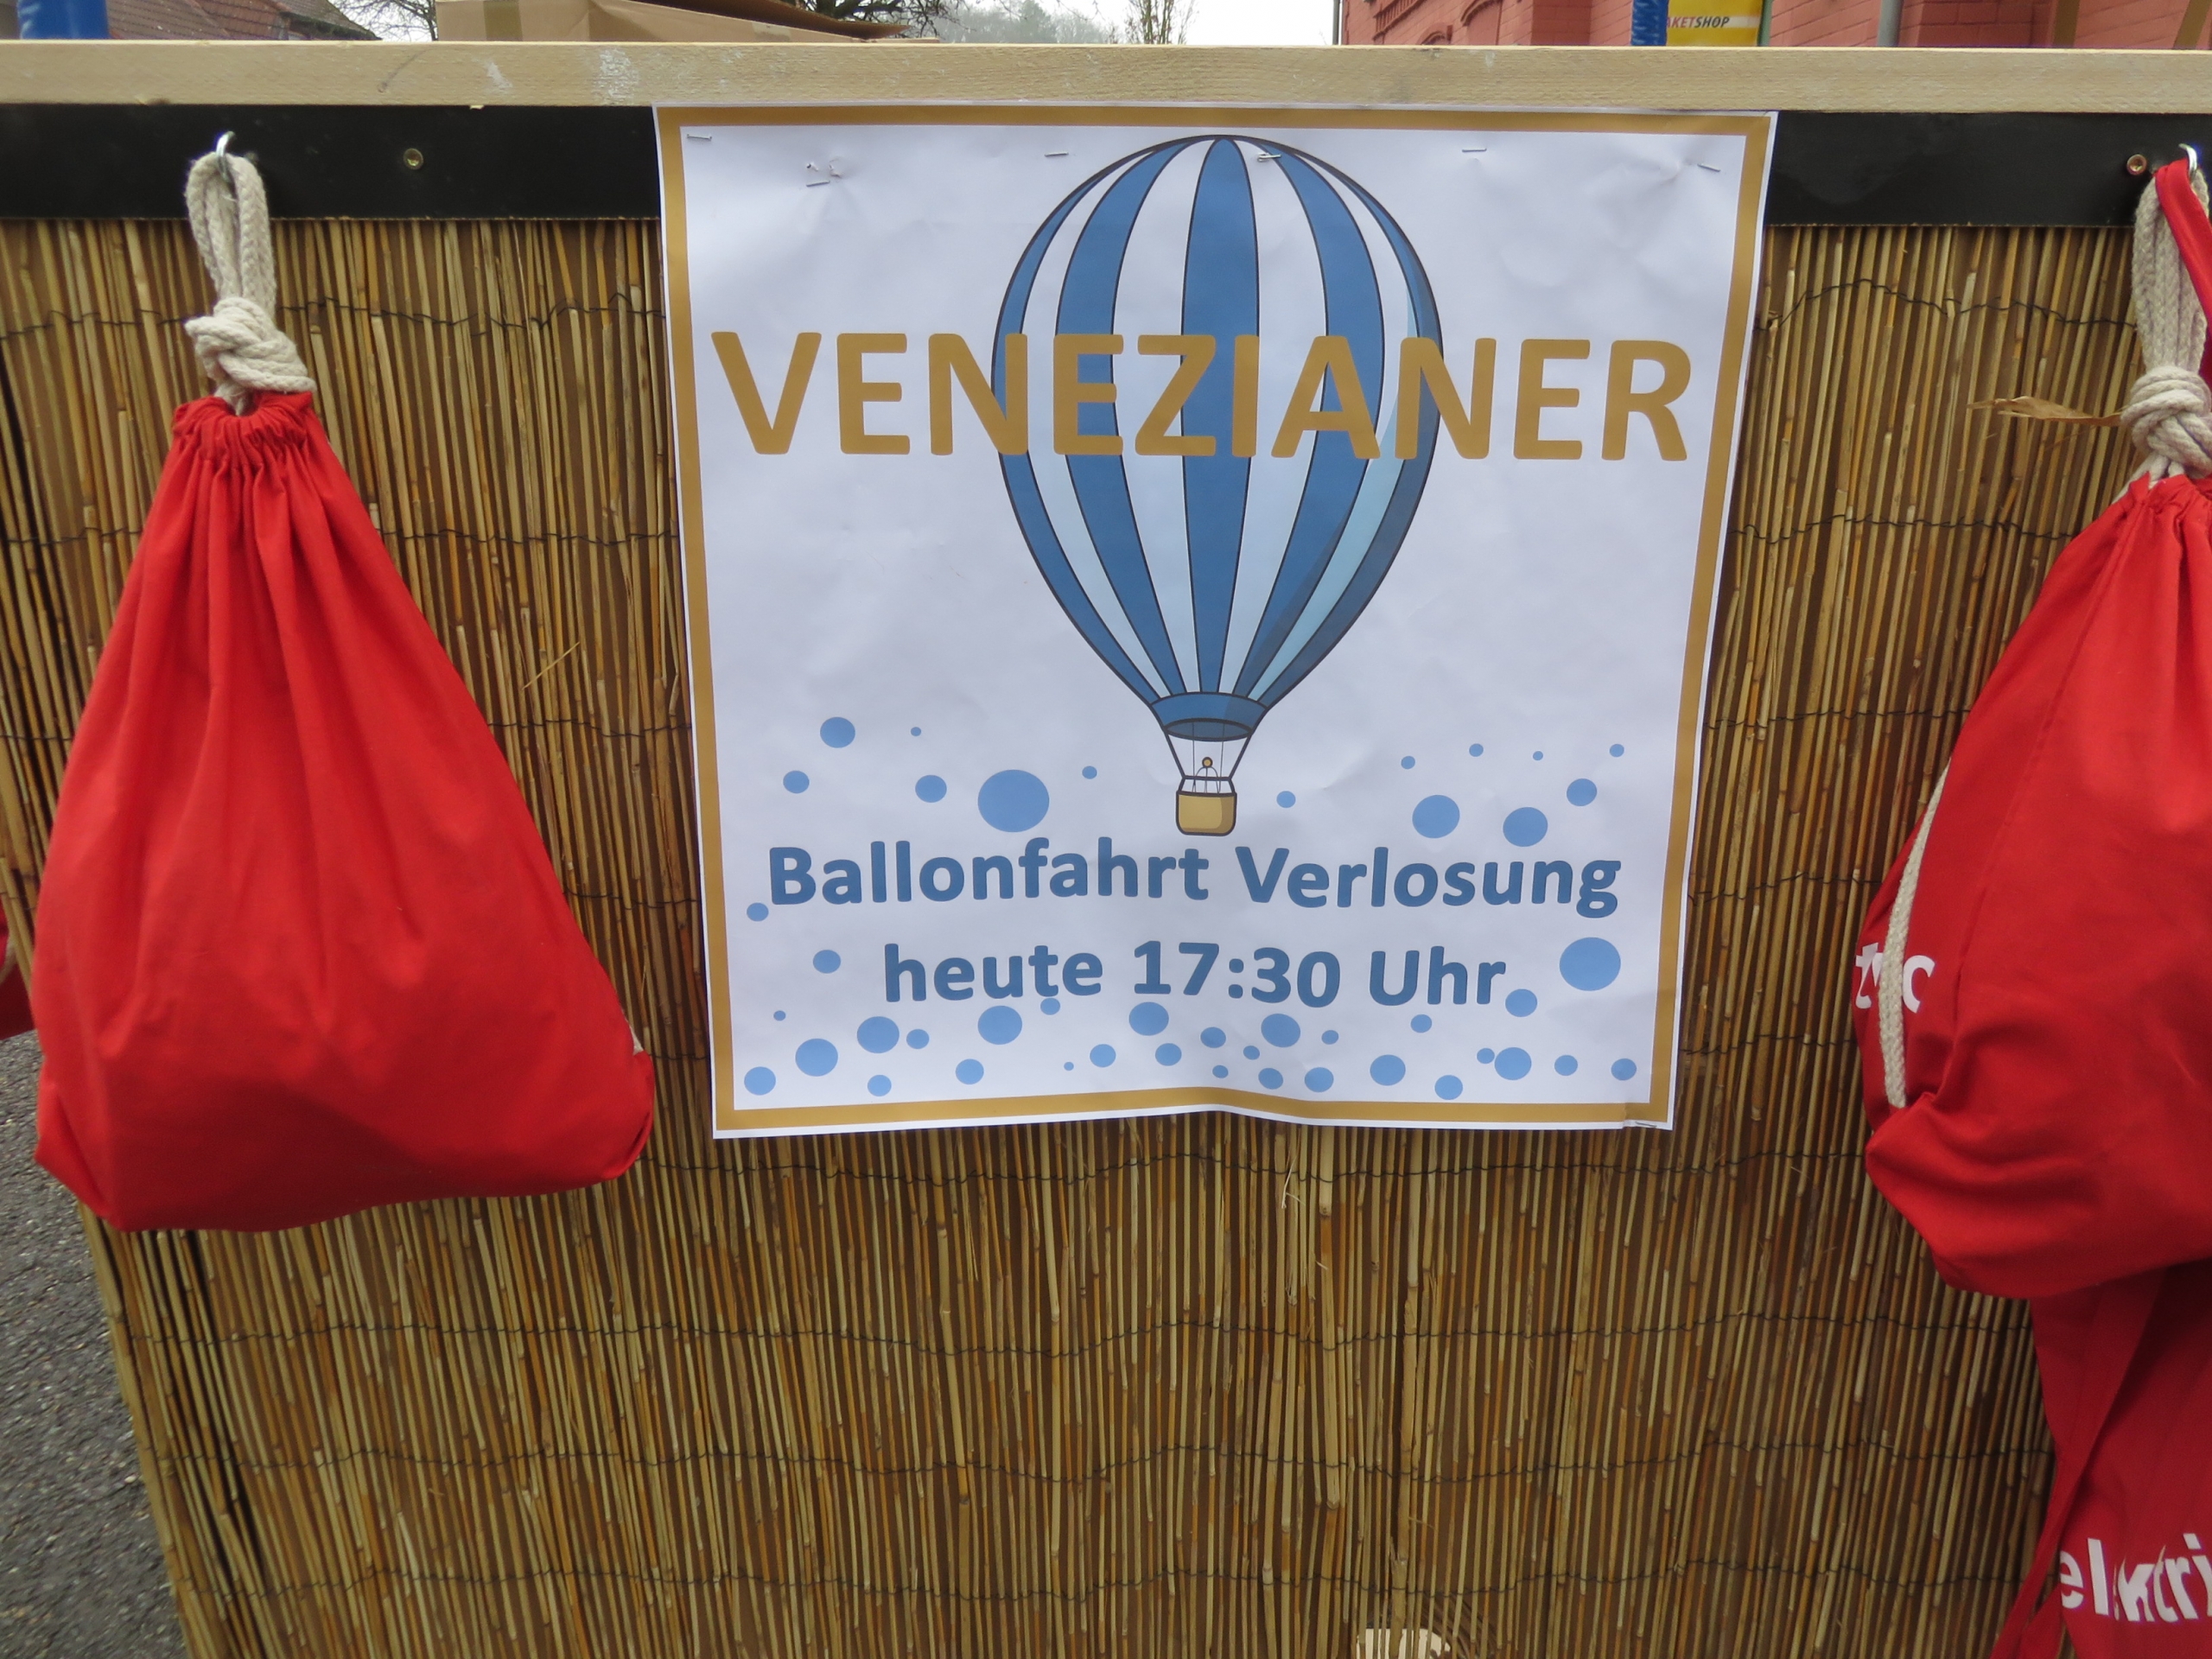 VENEZIANER
Ballonfahrt Verlosung
heute 17:30 Uhr